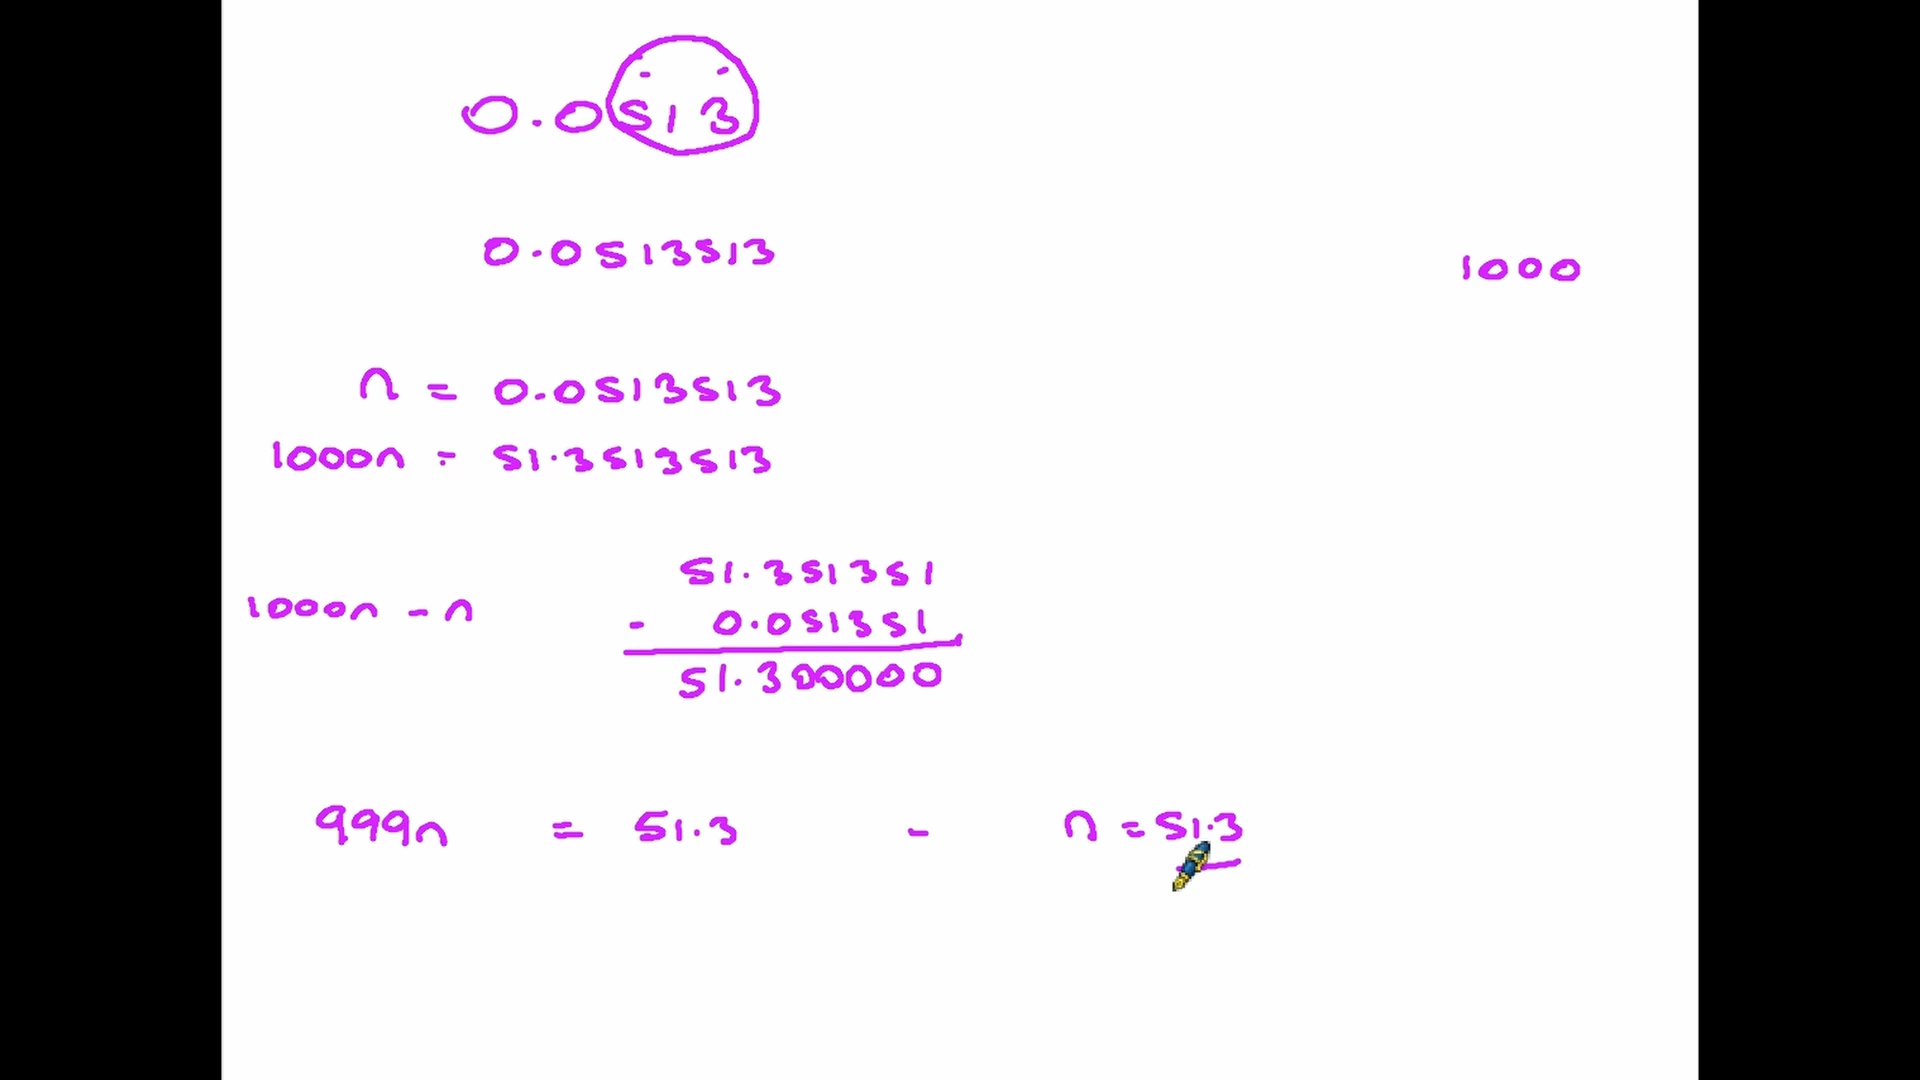 0.0513
0.0513513
1000
n = 0.0513513
1000n = 51.3513513
51.351351
1000n - n
- 0.051351
51.300000
999n = 51.3 - n = 51.3